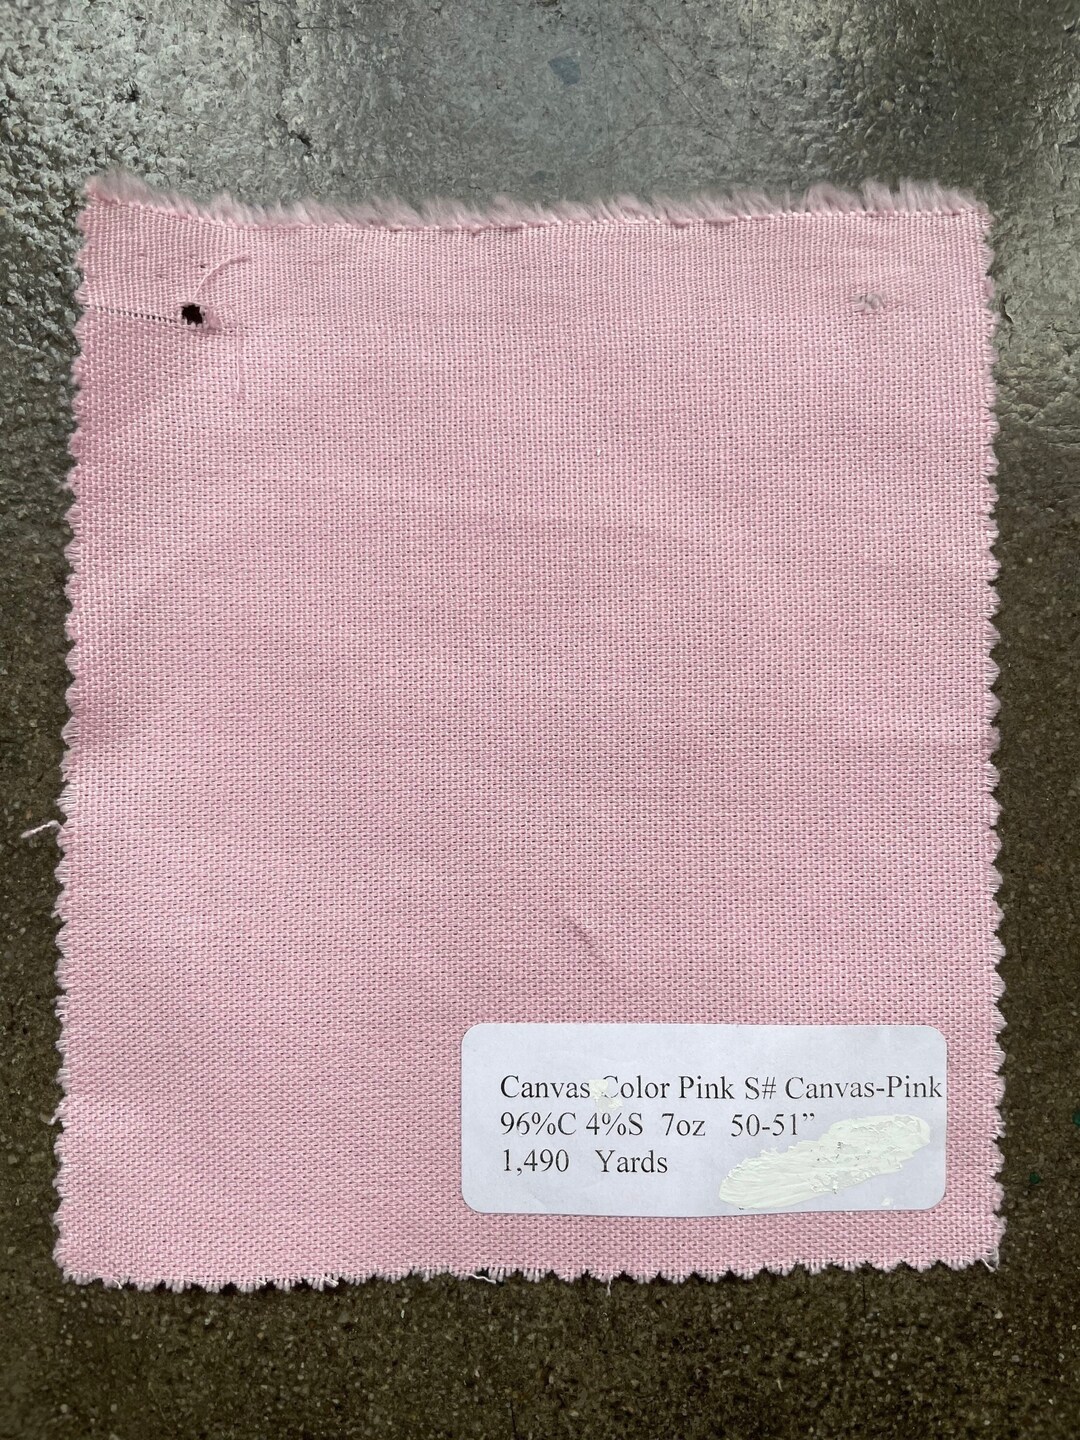 Canvas Color Pink S# Canvas-Pink
96%C 4%S 7oz 50-51”
1,490 Yards